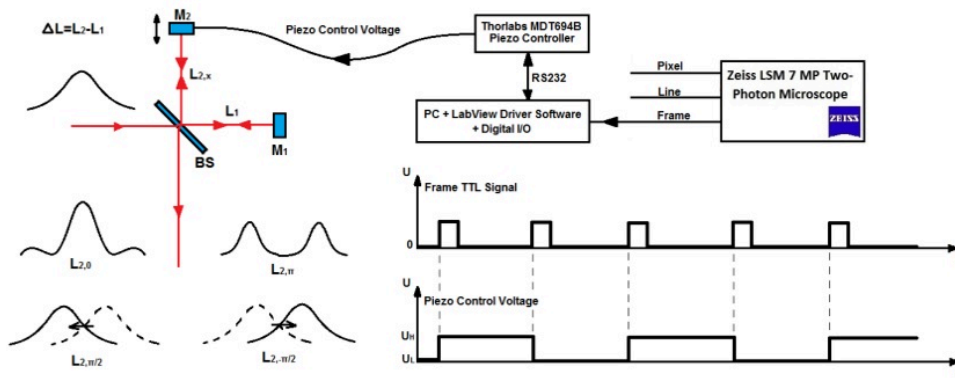 ΔL=L₂-L₁
M₂
Piezo Control Voltage
Thorlabs MDT694B
Piezo Controller
L₂,ₓ
RS232
Pixel
Line
Frame
Zeiss LSM 7 MP Two-
Photon Microscope
ZEISS
L₁
M₁
BS
PC + LabView Driver Software
+ Digital I/O
U
Frame TTL Signal
0
L₂,₀
L₂,π
U
Piezo Control Voltage
Uʜ
Uʟ
L₂,π/₂
L₂,-π/₂